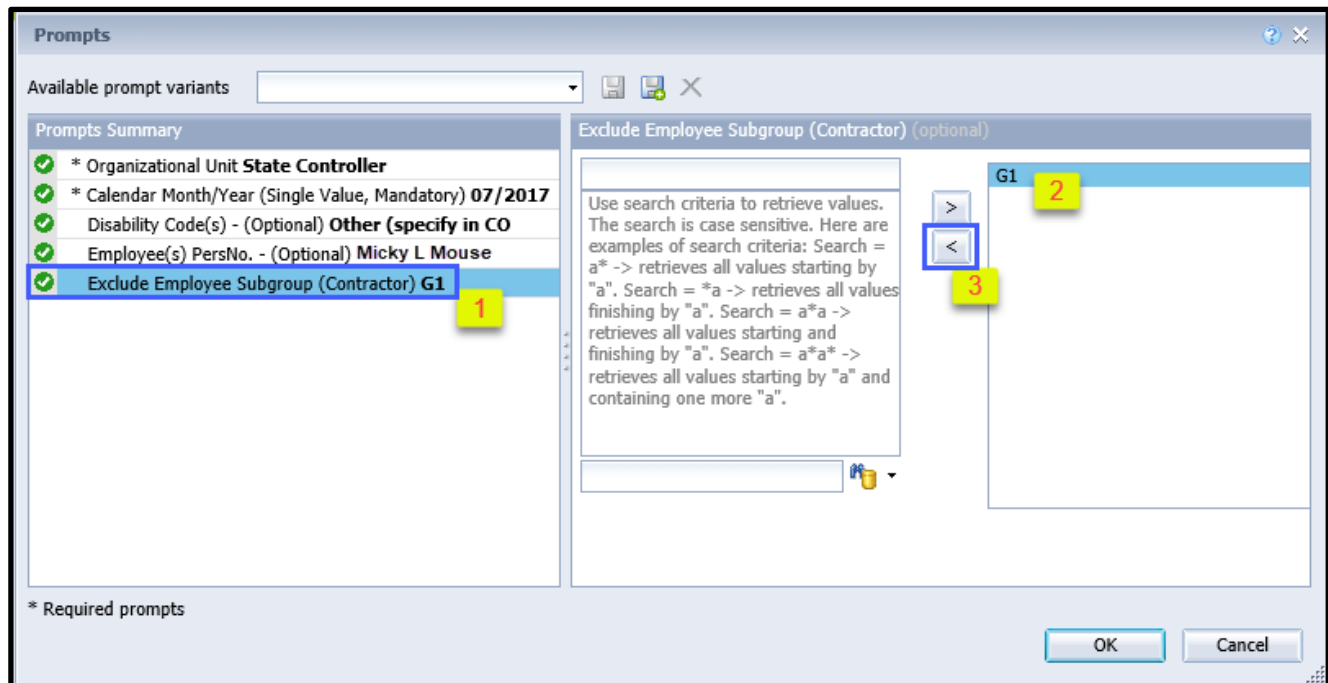 Prompts
Available prompt variants
Prompts Summary
* Organizational Unit State Controller
* Calendar Month/Year (Single Value, Mandatory) 07/2017
Disability Code(s) - (Optional) Other (specify in CO
Employee(s) PersNo. - (Optional) Micky L Mouse
Exclude Employee Subgroup (Contractor) G1
1
Exclude Employee Subgroup (Contractor) (optional)
Use search criteria to retrieve values.
The search is case sensitive. Here are
examples of search criteria: Search =
a* -> retrieves all values starting by
"a". Search = *a -> retrieves all values
finishing by "a". Search = a*a ->
retrieves all values starting and
finishing by "a". Search = a*a* ->
retrieves all values starting by "a" and
containing one more "a".
>
<
3
G1
2
* Required prompts
OK
Cancel